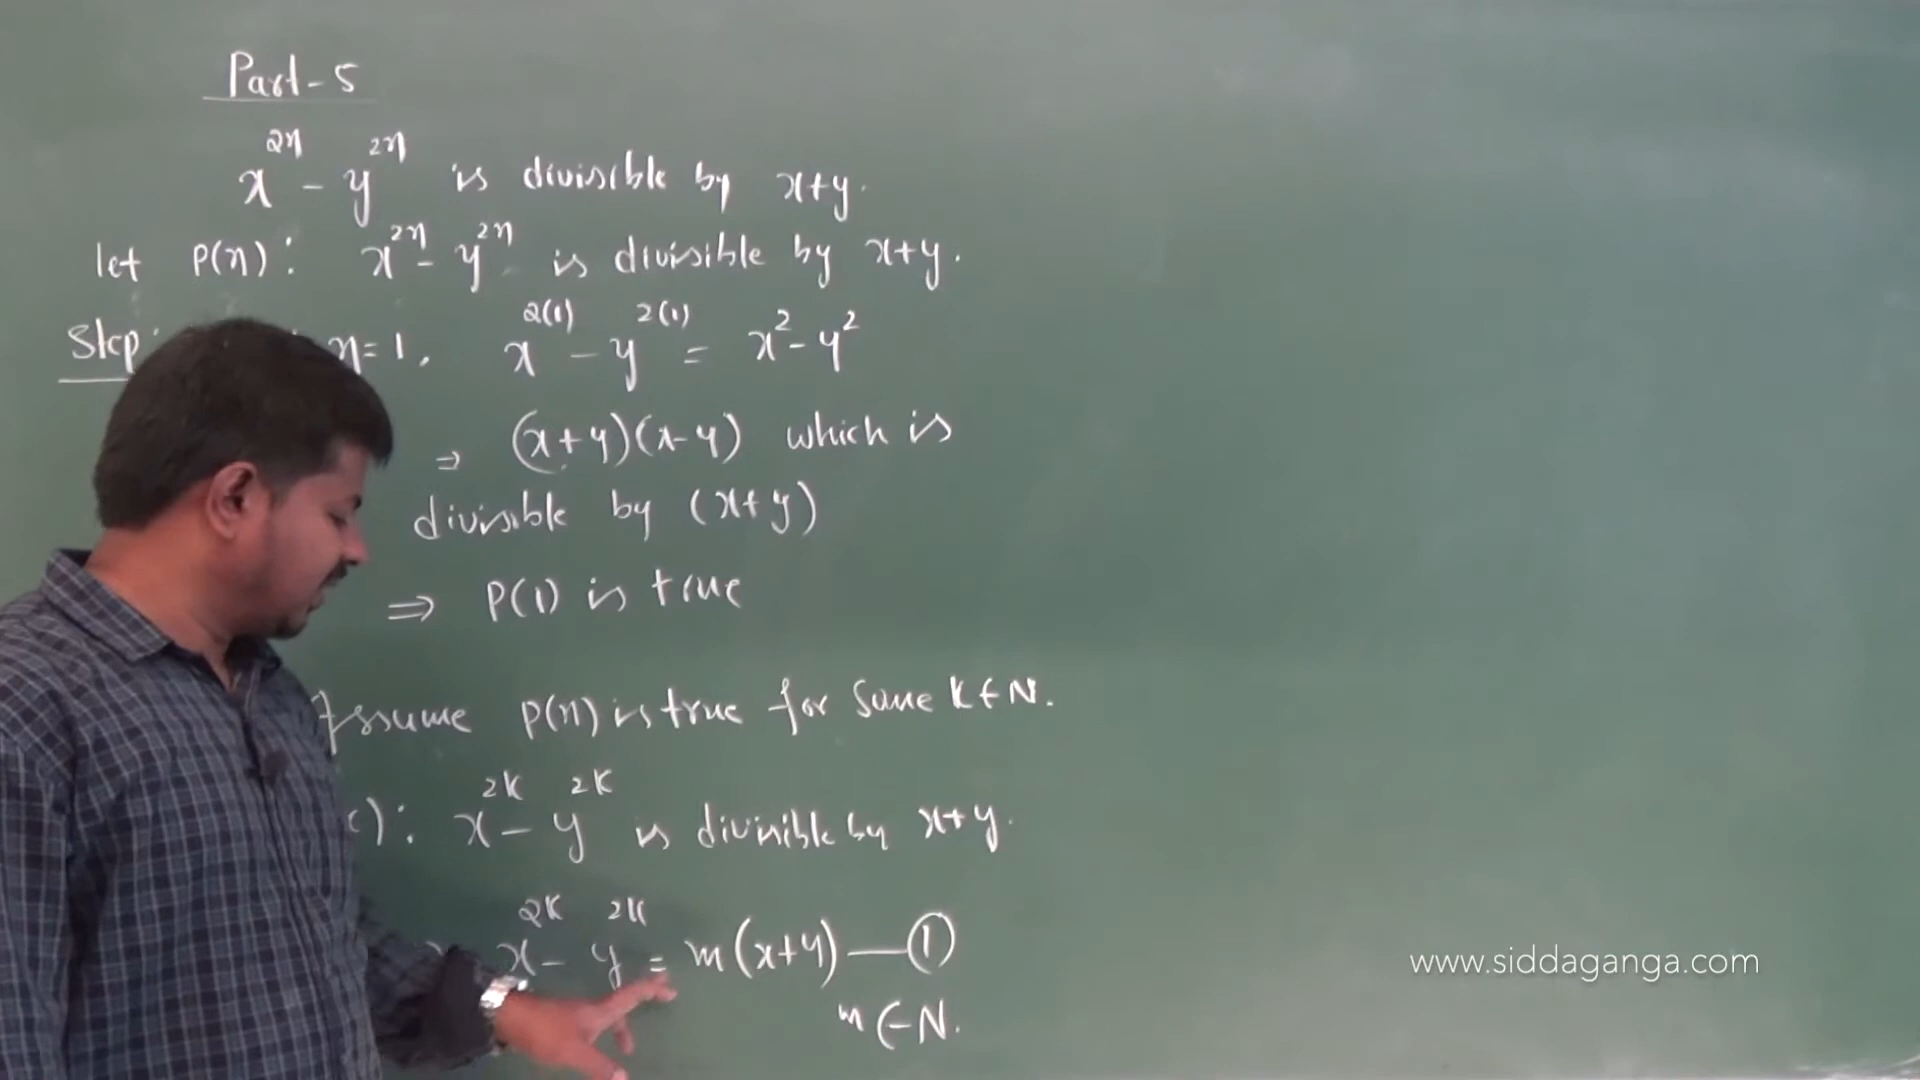 Part - 5
x^{2n} - y^{2n} is divisible by x+y.
let P(n): x^{2n} - y^{2n} is divisible by x+y.
Step: n=1, x^{2(1)} - y^{2(1)} = x^2 - y^2
⇒ (x+y)(x-y) which is
divisible by (x+y)
⇒ P(1) is true
Assume P(n) is true for some K∈N.
): x^{2K} - y^{2K} is divisible by x+y.
x^{2K} - y^{2K} = m(x+y) — ①
m∈N.
www.siddaganga.com